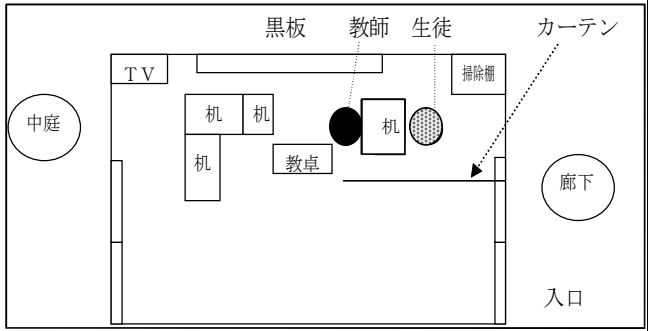 黒板 教師 生徒 カーテン
TV
掃除棚
中庭
机 机 机
机
教卓
廊下
入口